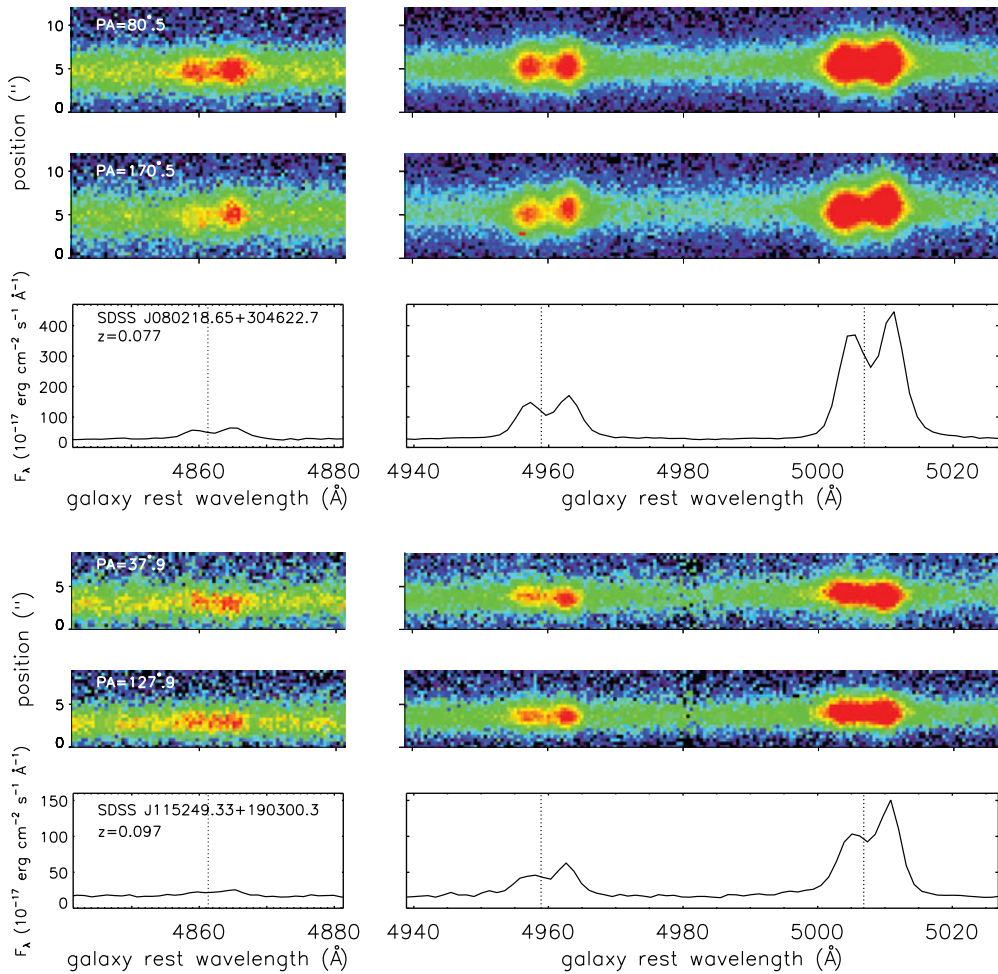 PA=80°.5
10
5
0
position (")
PA=170°.5
10
5
0
F_λ (10⁻¹⁷ erg cm⁻² s⁻¹ Å⁻¹)
SDSS J080218.65+304622.7
z=0.077
400
300
200
100
0
4860 4880 4940 4960 4980 5000 5020
galaxy rest wavelength (Å) galaxy rest wavelength (Å)
PA=37°.9
5
0
position (")
PA=127°.9
5
0
F_λ (10⁻¹⁷ erg cm⁻² s⁻¹ Å⁻¹)
SDSS J115249.33+190300.3
z=0.097
150
100
50
0
4860 4880 4940 4960 4980 5000 5020
galaxy rest wavelength (Å) galaxy rest wavelength (Å)